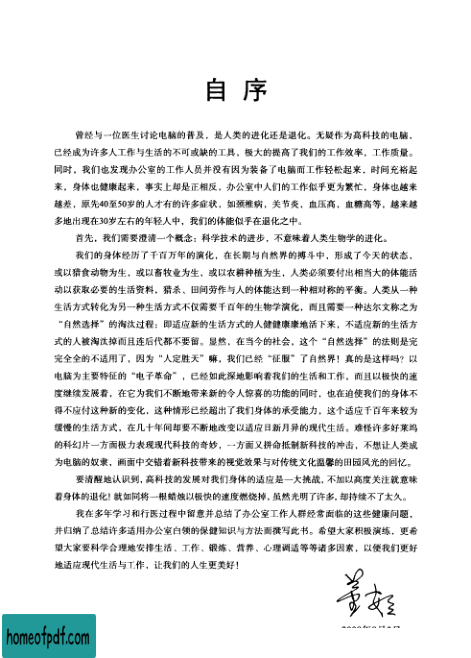 自 序
曾经与一位医生讨论电脑的普及，是人类的进化还是退化。无疑作为高科技的电脑，
已经成为许多人工作与生活的不可或缺的工具，极大的提高了我们的工作效率，工作质量。
同时，我们也发现办公室的工作人员并没有因为装备了电脑而工作轻松起来，时间充裕起
来，身体也健康起来，事实上却是正相反，办公室中人们的工作似乎更为繁忙，身体也越来
越差，原先40至50岁的人才有的许多症状，如颈椎病，关节炎，血压高，血糖高等，越来越
多地出现在30岁左右的年轻人中，我们的体能似乎在退化之中。
首先，我们需要澄清一个概念：科学技术的进步，不意味着人类生物学的进化。
我们的身体经历了千百万年的演化，在长期与自然界的搏斗中，形成了今天的状态，
或以猎食动物为生，或以畜牧业为生，或以农耕种植为生，人类必须要付出相当大的体能活
动以获取必要的生活资料，猎杀、田间劳作与人的体能达到一种相对称的平衡。人类从一种
生活方式转化为另一种生活方式不仅需要千百年的生物学演化，而且需要一种达尔文称之为
“自然选择”的淘汰过程：即适应新的生活方式的人健健康康地活下来，不适应新的生活方
式的人被淘汰掉而且连后代都不要留。显然，在当今的社会，这个“自然选择”的法则是完
完全全的不适用了，因为“人定胜天”嘛，我们已经“征服”了自然界！真的是这样吗？以
电脑为主要特征的“电子革命”，已经如此深地影响着我们的生活和工作，而且以极快的速
度继续发展着，在它为我们不断地带来新的令人惊喜的功能的同时，也在迫使我们的身体不
得不应付这种新的变化，这种情形已经超出了我们身体的承受能力，这个适应千百年来较为
缓慢的生活方式，在几十年间却要不断地改变以适应日新月异的现代生活。难怪许多好莱坞
的科幻片一方面极力表现现代科技的奇妙，一方面又拼命抵制新科技的冲击，不想让人类成
为电脑的奴隶，画面中交错着新科技带来的视觉效果与对传统文化温馨的田园风光的回忆。
要清醒地认识到，高科技的发展对我们身体的适应是一大挑战，不加以高度关注就意味
着身体的退化！就如同将一根蜡烛以极快的速度燃烧掉，虽然光明了许多，却持续不了太久。
我在多年学习和行医过程中留意并总结了办公室工作人群经常面临的这些健康问题，
并归纳了总结许多适用办公室白领的保健知识与方法而撰写此书。希望大家积极演练，更希
望大家要科学合理地安排生活、工作、锻炼、营养、心理调适等等诸多因素，以便我们更好
地适应现代生活与工作，让我们的人生更美好！
homeofpdf.com